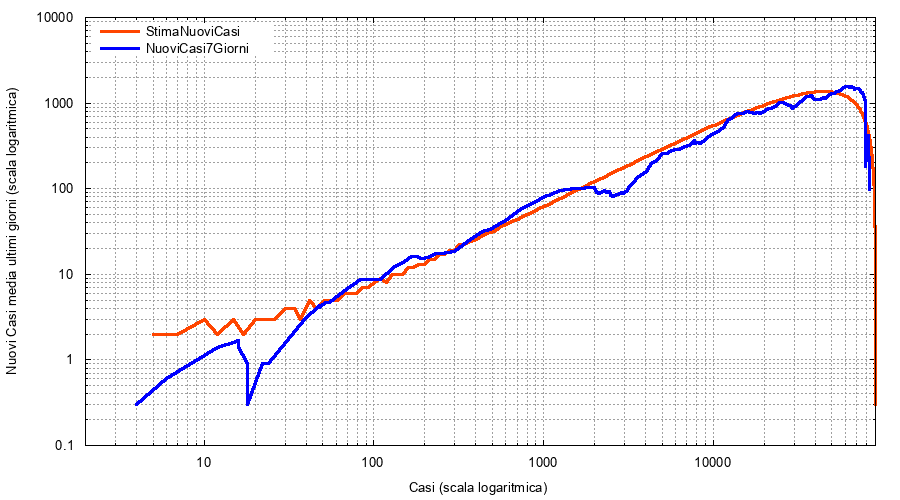 10000
1000
100
10
1
0.1
Nuovi Casi media ultimi giorni (scala logaritmica)
StimaNuoviCasi
NuoviCasi7Giorni
10 100 1000 10000
Casi (scala logaritmica)